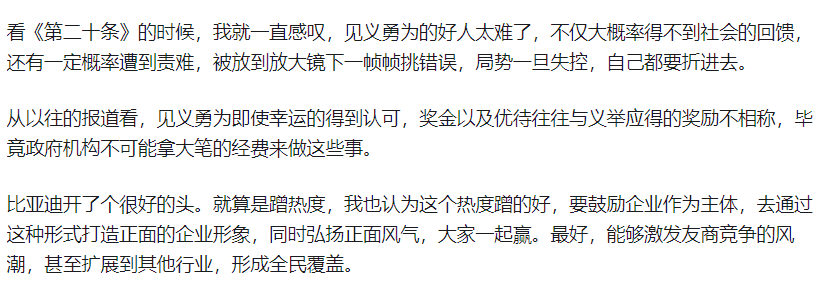 看《第二十条》的时候，我就一直感叹，见义勇为的好人太难了，不仅大概率得不到社会的回馈，
还有一定概率遭到责难，被放到放大镜下一帧帧挑错误，局势一旦失控，自己都要折进去。
从以往的报道看，见义勇为即使幸运的得到认可，奖金以及优待往往与义举应得的奖励不相称，毕
竟政府机构不可能拿大笔的经费来做这些事。
比亚迪开了个很好的头。就算是蹭热度，我也认为这个热度蹭的好，要鼓励企业作为主体，去通过
这种形式打造正面的企业形象，同时弘扬正面风气，大家一起赢。最好，能够激发友商竞争的风
潮，甚至扩展到其他行业，形成全民覆盖。